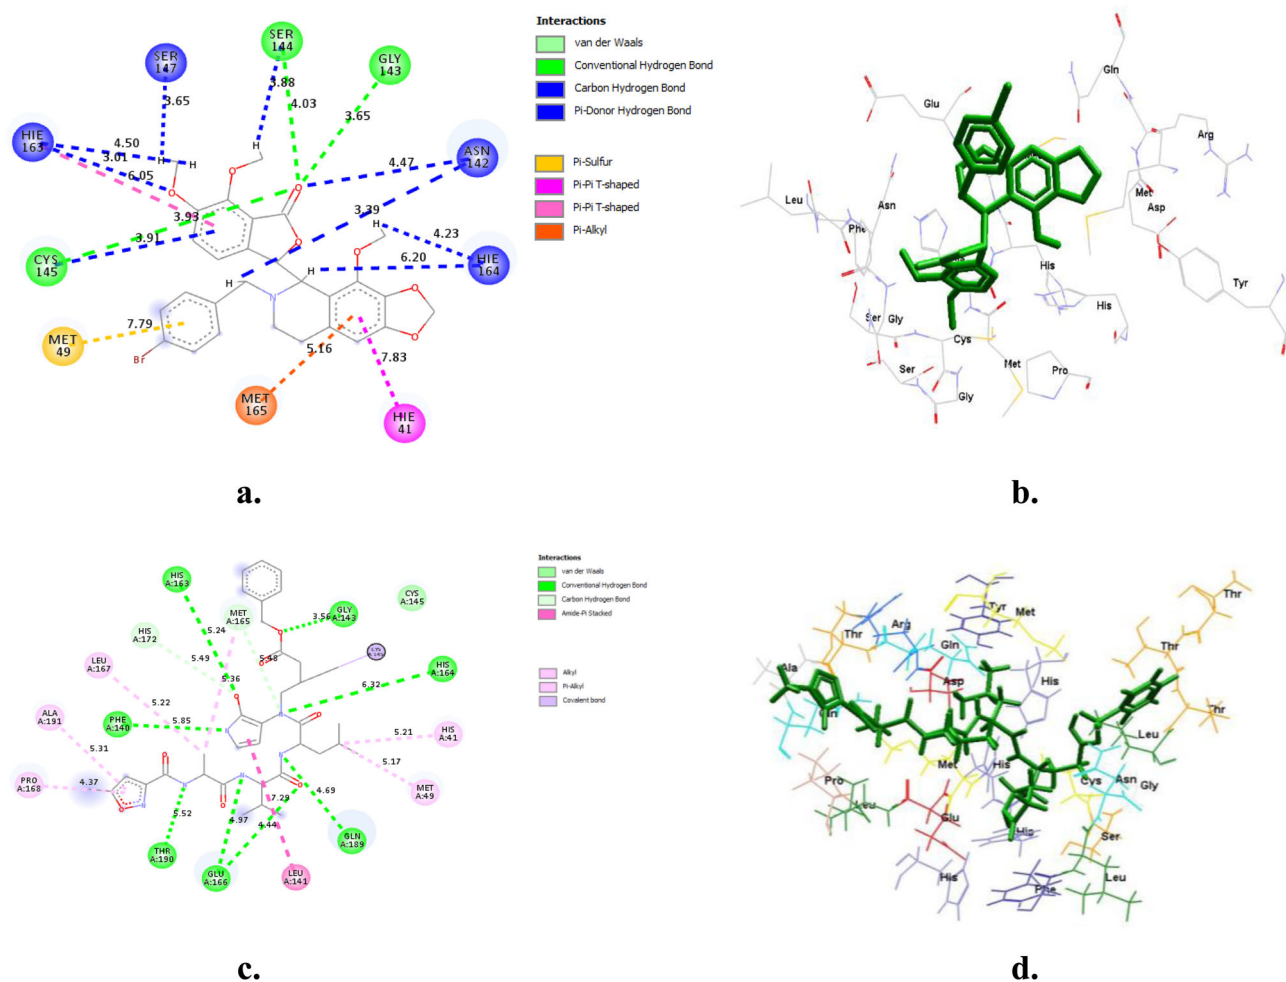 SER
144
3.88
4.03
GLY
143
3.65
SER
147
3.65
HIE
163
4.50
3.01
6.05
H
H
H
O
O
O
O
ASN
142
4.47
3.39
3.93
3.91
CYS
145
H
O
4.23
HIE
164
6.20
H
H
N
O
O
O
MET
49
7.79
Br
5.16
7.83
MET
165
HIE
41
Interactions
van der Waals
Conventional Hydrogen Bond
Carbon Hydrogen Bond
Pi-Donor Hydrogen Bond
Pi-Sulfur
Pi-Pi T-shaped
Pi-Pi T-shaped
Pi-Alkyl
a.
Gln
Glu
Arg
Met
Asp
Leu
Asn
Phe
His
His
Tyr
Ser
Gly
Cys
Met
Pro
Ser
Gly
b.
HIS
A:163
MET
A:165
3.56
GLY
A:143
CYS
A:145
HIS
A:172
5.24
5.48
LEU
A:167
5.49
5.36
6.32
HIS
A:164
ALA
A:191
5.22
PHE
A:140
5.85
5.21
HIS
A:41
5.31
5.17
PRO
A:168
4.37
MET
A:49
7.29
4.69
5.52
4.97
4.44
THR
A:190
GLU
A:166
GLN
A:189
LEU
A:141
Interactions
van der Waals
Conventional Hydrogen Bond
Carbon Hydrogen Bond
Amide-Pi Stacked
Alkyl
Pi-Alkyl
Covalent bond
c.
Tyr
Met
Thr
Thr
Arg
Gln
Thr
Ala
Asp
His
Gln
Thr
Leu
Met
His
Cys
Asn
Gly
Pro
Leu
Glu
His
Ser
His
Phe
Leu
d.